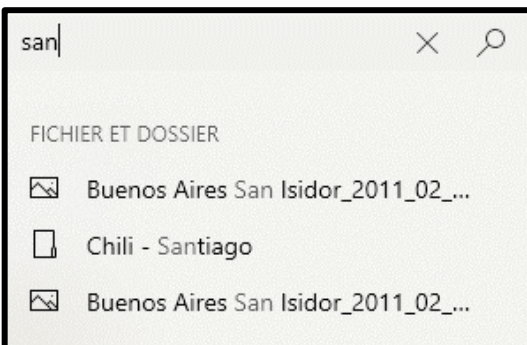 san
FICHIER ET DOSSIER
Buenos Aires San Isidor_2011_02_...
Chili - Santiago
Buenos Aires San Isidor_2011_02_...